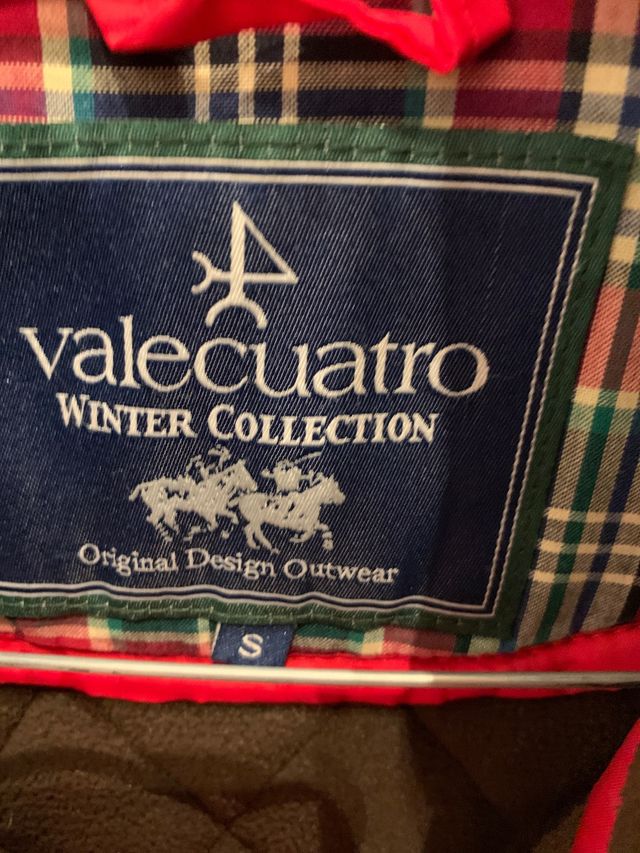 valecuatro
WINTER COLLECTION
Original Design Outwear
S